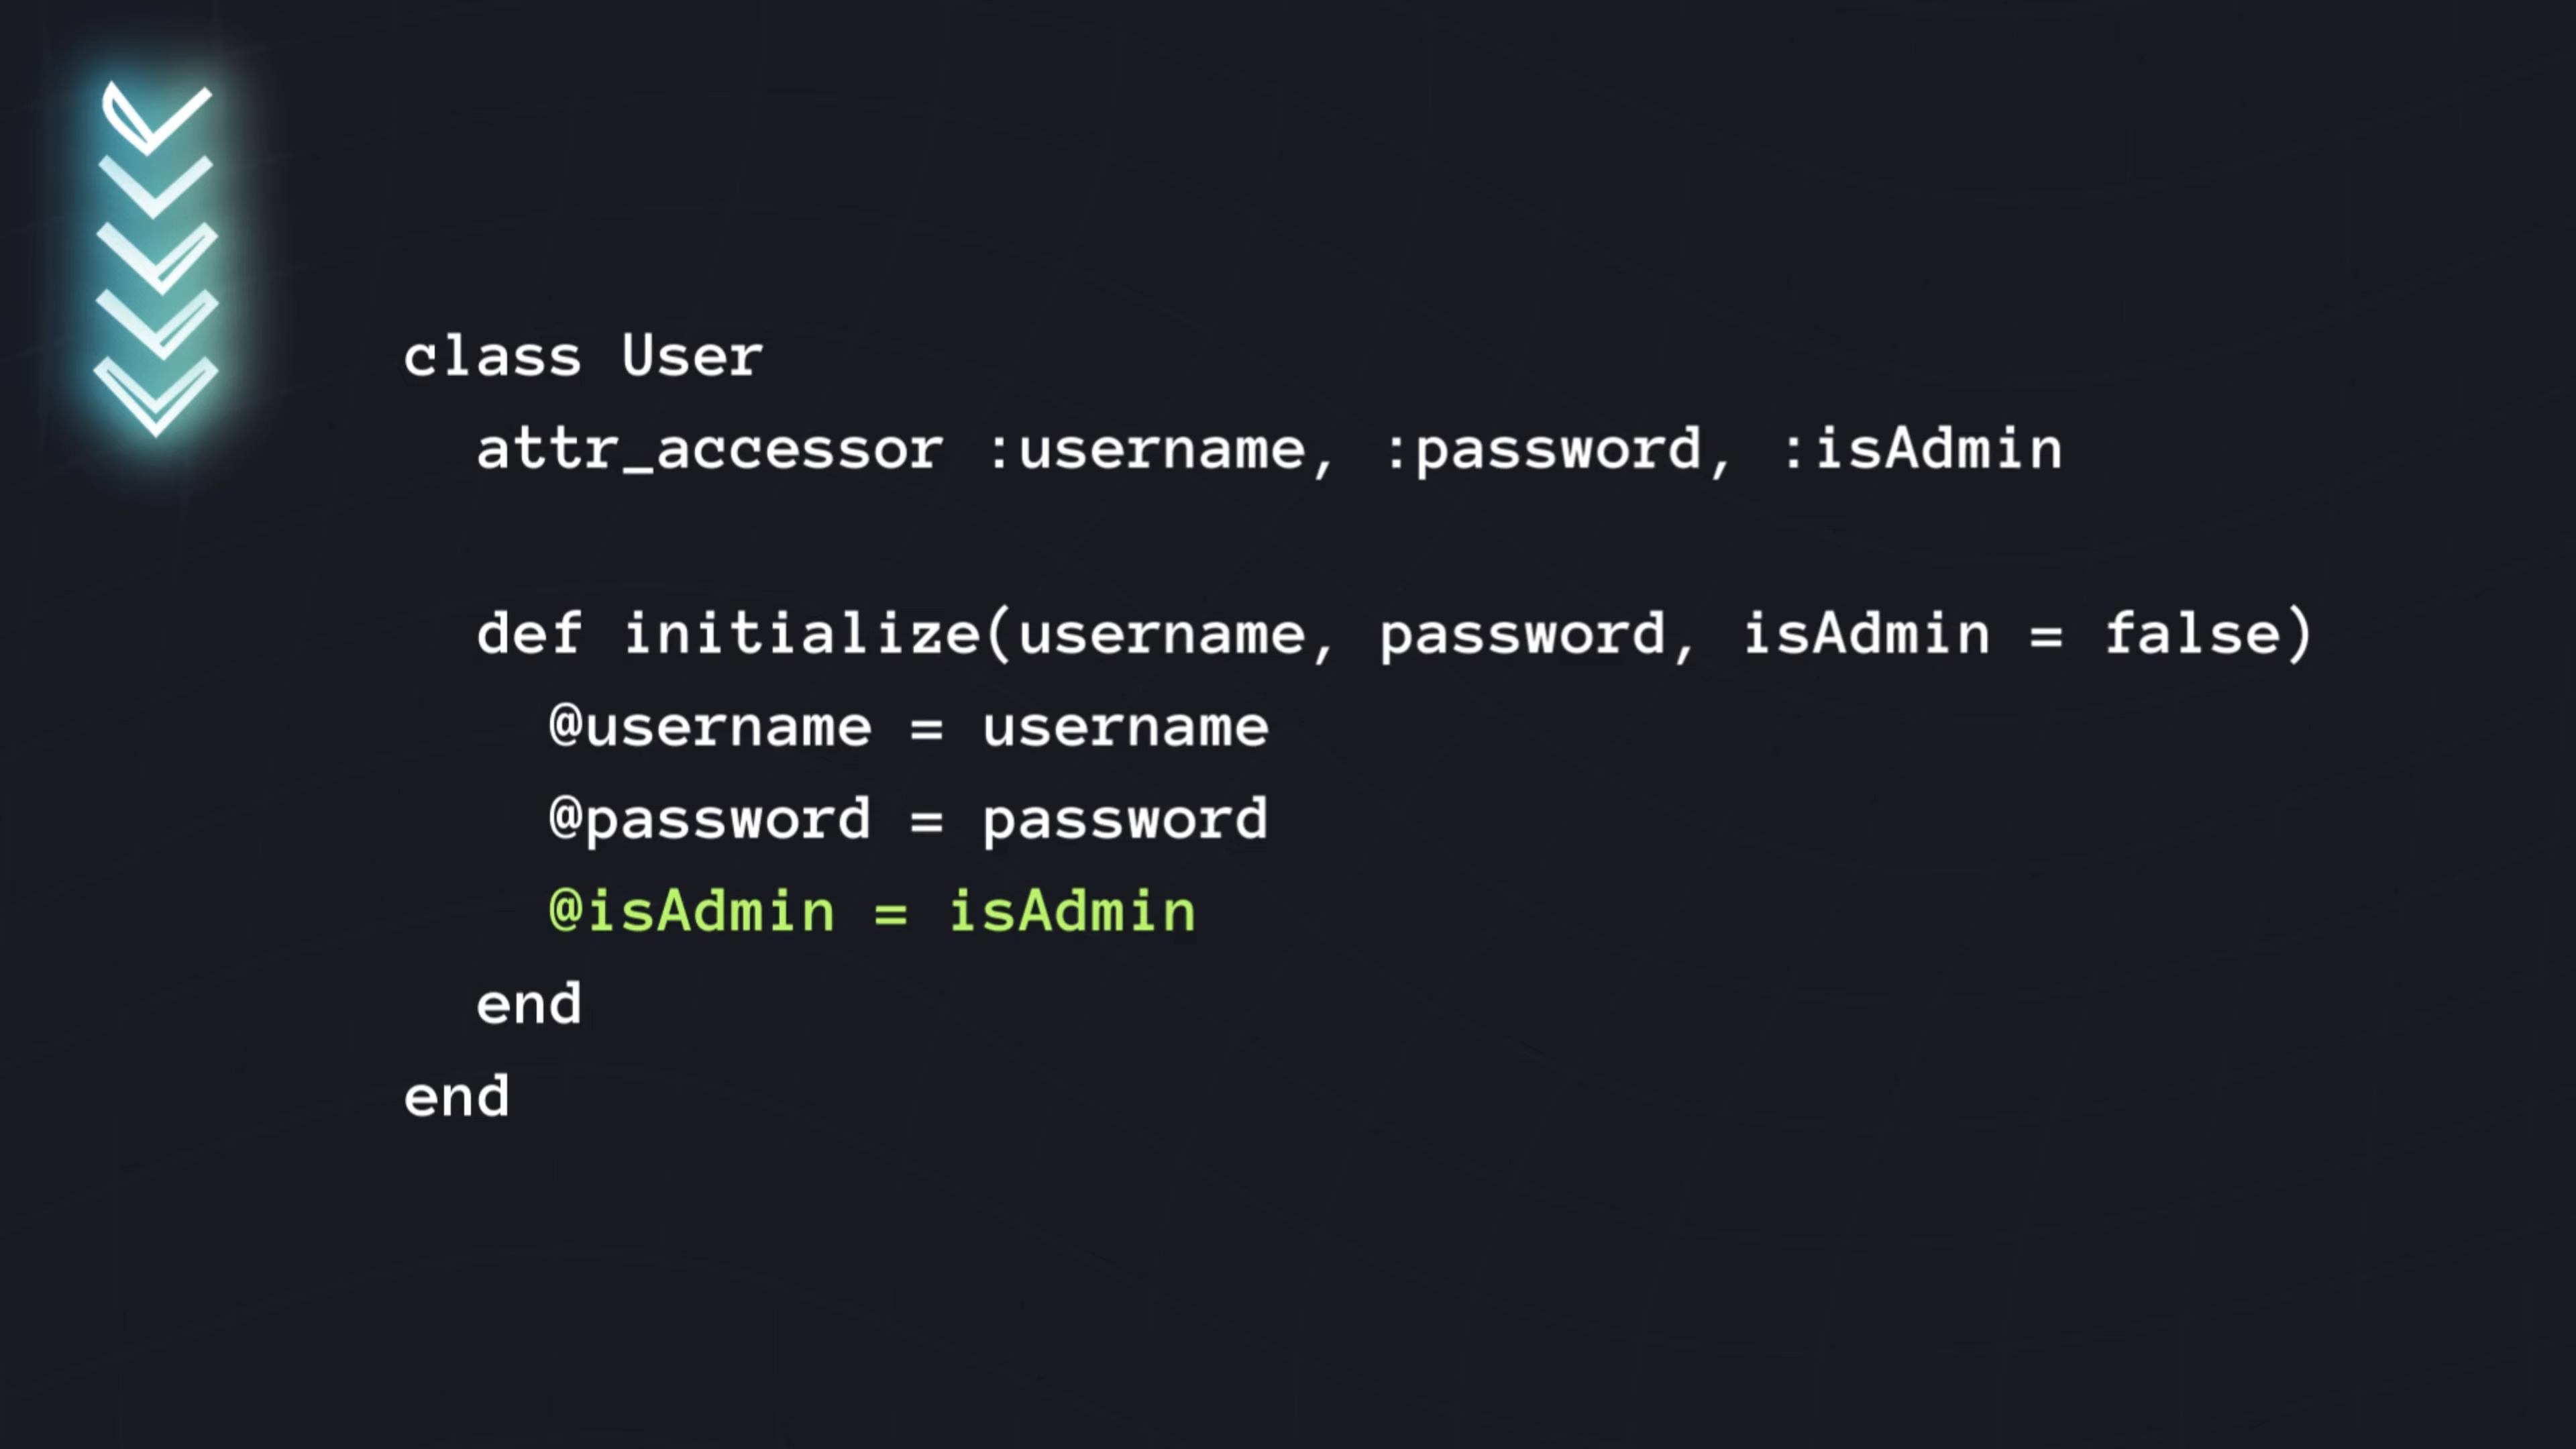 class User
  attr_accessor :username, :password, :isAdmin
  def initialize(username, password, isAdmin = false)
    @username = username
    @password = password
    @isAdmin = isAdmin
  end
end